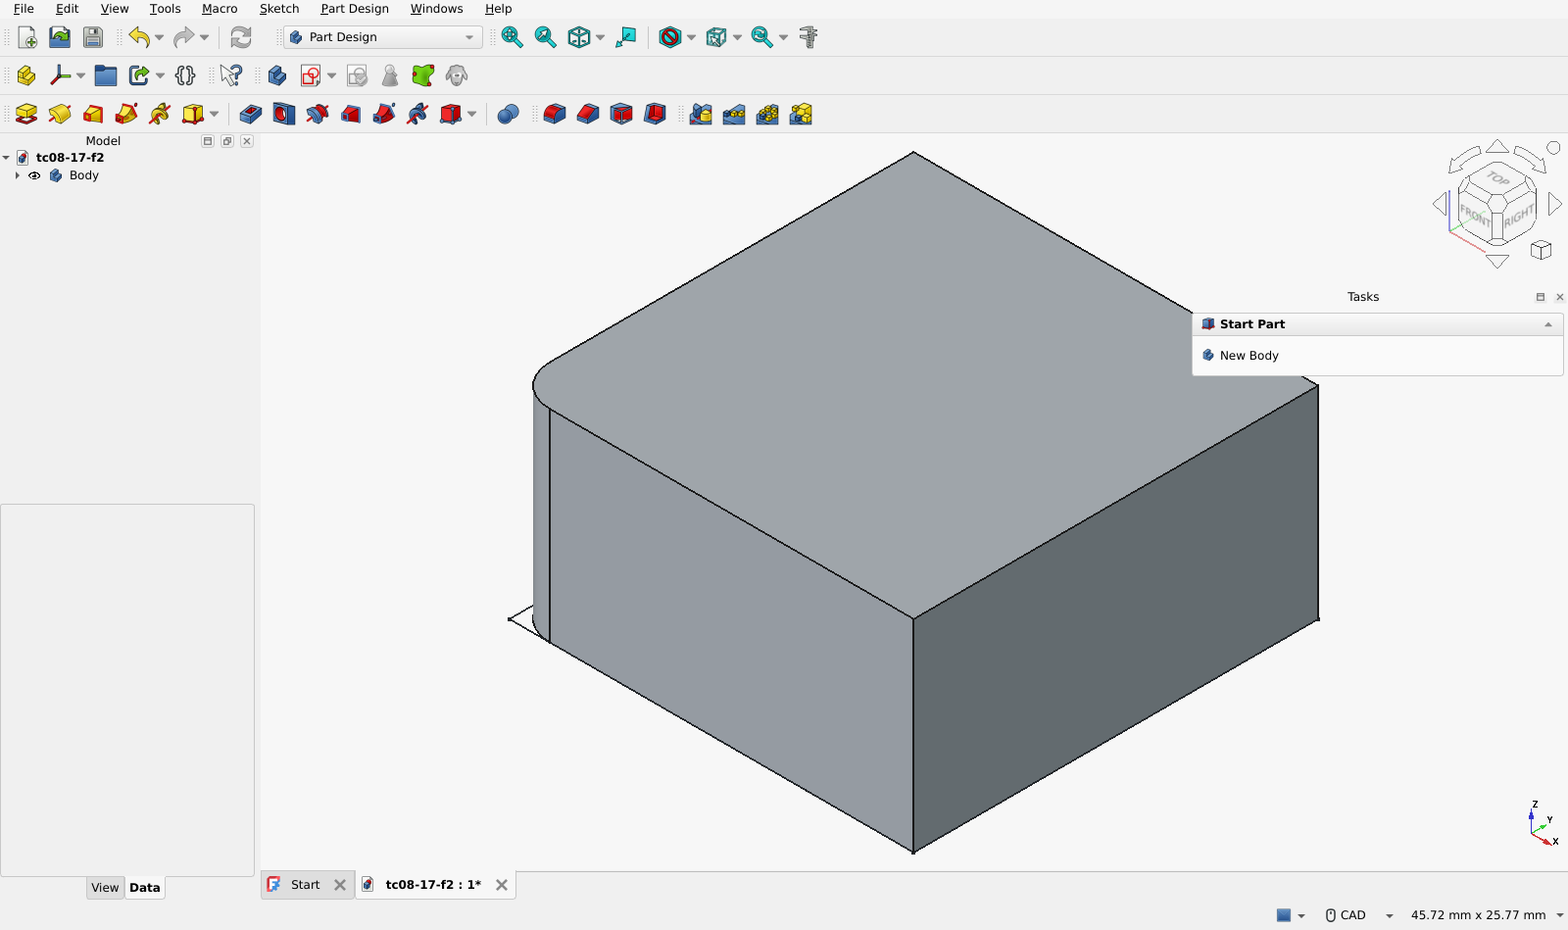 File Edit View Tools Macro Sketch Part Design Windows Help
Part Design
Model
tc08-17-f2
Body
TOP
FRONT RIGHT
Tasks
Start Part
New Body
Z
Y
X
View Data
Start tc08-17-f2 : 1*
CAD 45.72 mm x 25.77 mm